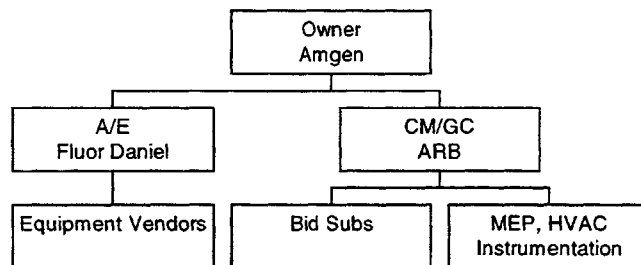 Owner
Amgen
A/E
Fluor Daniel
CM/GC
ARB
Equipment Vendors
Bid Subs
MEP, HVAC
Instrumentation